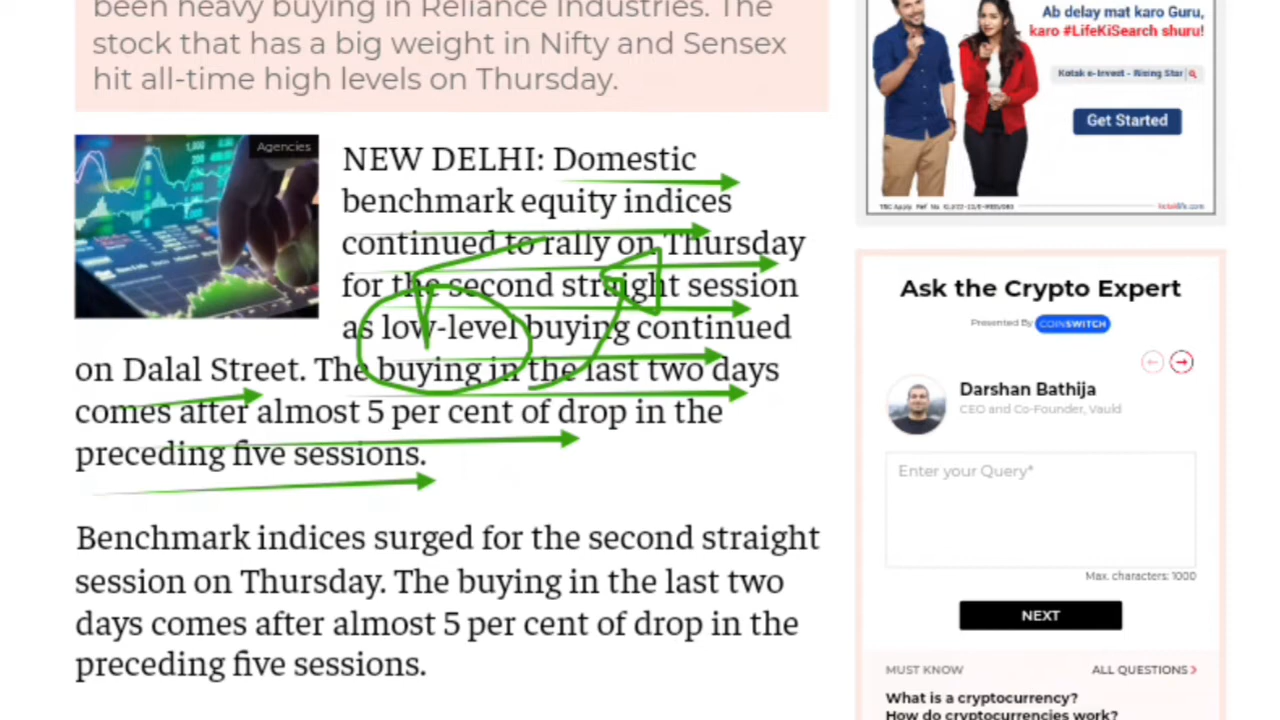 been heavy buying in Reliance Industries. The
stock that has a big weight in Nifty and Sensex
hit all-time high levels on Thursday.
Agencies
NEW DELHI: Domestic
benchmark equity indices
continued to rally on Thursday
for the second straight session
as low-level buying continued
on Dalal Street. The buying in the last two days
comes after almost 5 per cent of drop in the
preceding five sessions.
Benchmark indices surged for the second straight
session on Thursday. The buying in the last two
days comes after almost 5 per cent of drop in the
preceding five sessions.
Ab delay mat karo Guru,
karo #LifeKiSearch shuru!
Kotak e-Invest - Rising Star
Get Started
kotaklife.com
Ask the Crypto Expert
Presented By COINSWITCH
Darshan Bathija
CEO and Co-Founder, Vauld
Enter your Query*
Max. characters: 1000
NEXT
MUST KNOW
ALL QUESTIONS >
What is a cryptocurrency?
How do cryptocurrencies work?